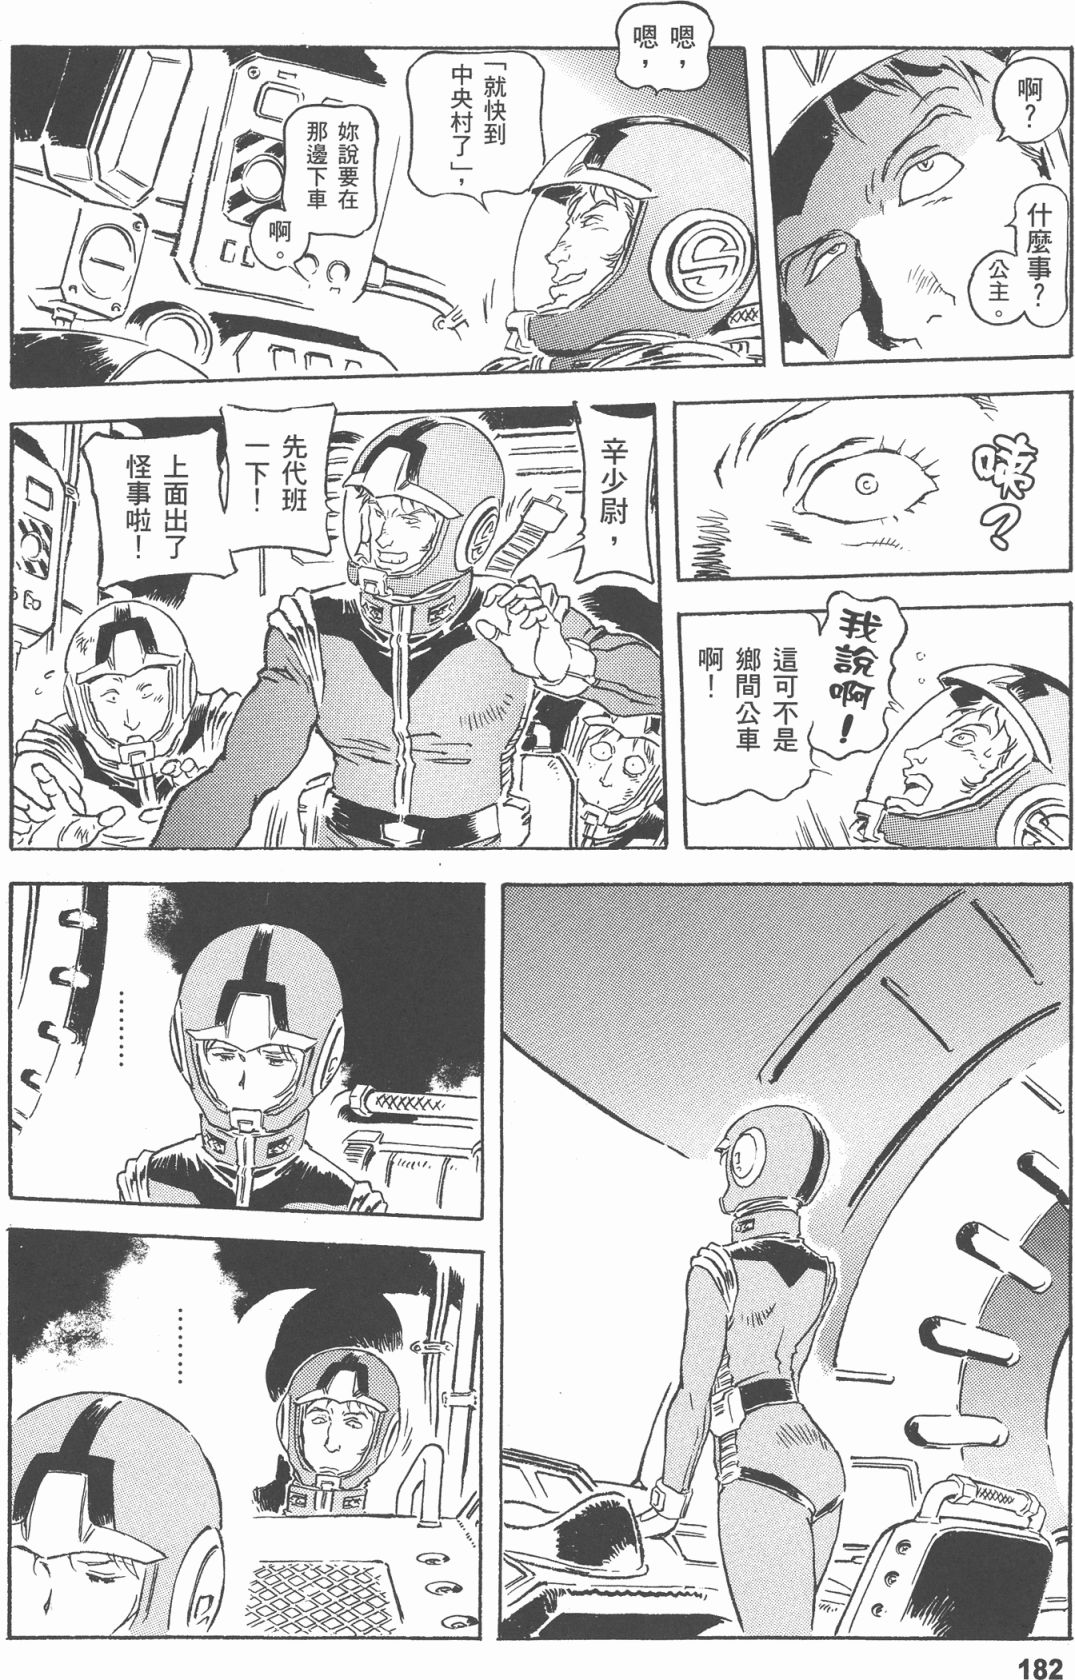 啊？
什麼事？
公主。
嗯，
嗯，
「就快到
中央村了」，
妳說要在
那邊下車
啊。
唉？
我說啊！
這可不是
鄉間公車
啊！
辛少尉，
先代班
一下！
上面出了
怪事啦！
………
………
182